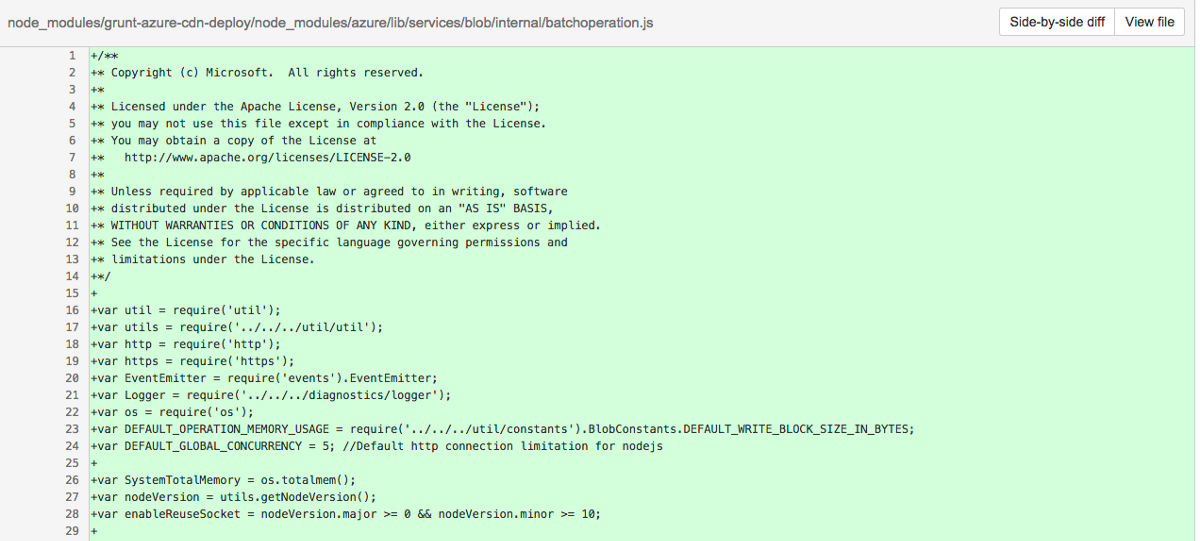 node_modules/grunt-azure-cdn-deploy/node_modules/azure/lib/services/blob/internal/batchoperation.js Side-by-side diff View file
1 +/**
2 +* Copyright (c) Microsoft.  All rights reserved.
3 +*
4 +* Licensed under the Apache License, Version 2.0 (the "License");
5 +* you may not use this file except in compliance with the License.
6 +* You may obtain a copy of the License at
7 +*   http://www.apache.org/licenses/LICENSE-2.0
8 +*
9 +* Unless required by applicable law or agreed to in writing, software
10 +* distributed under the License is distributed on an "AS IS" BASIS,
11 +* WITHOUT WARRANTIES OR CONDITIONS OF ANY KIND, either express or implied.
12 +* See the License for the specific language governing permissions and
13 +* limitations under the License.
14 +*/
15 +
16 +var util = require('util');
17 +var utils = require('../../../util/util');
18 +var http = require('http');
19 +var https = require('https');
20 +var EventEmitter = require('events').EventEmitter;
21 +var Logger = require('../../../diagnostics/logger');
22 +var os = require('os');
23 +var DEFAULT_OPERATION_MEMORY_USAGE = require('../../../util/constants').BlobConstants.DEFAULT_WRITE_BLOCK_SIZE_IN_BYTES;
24 +var DEFAULT_GLOBAL_CONCURRENCY = 5; //Default http connection limitation for nodejs
25 +
26 +var SystemTotalMemory = os.totalmem();
27 +var nodeVersion = utils.getNodeVersion();
28 +var enableReuseSocket = nodeVersion.major >= 0 && nodeVersion.minor >= 10;
29 +